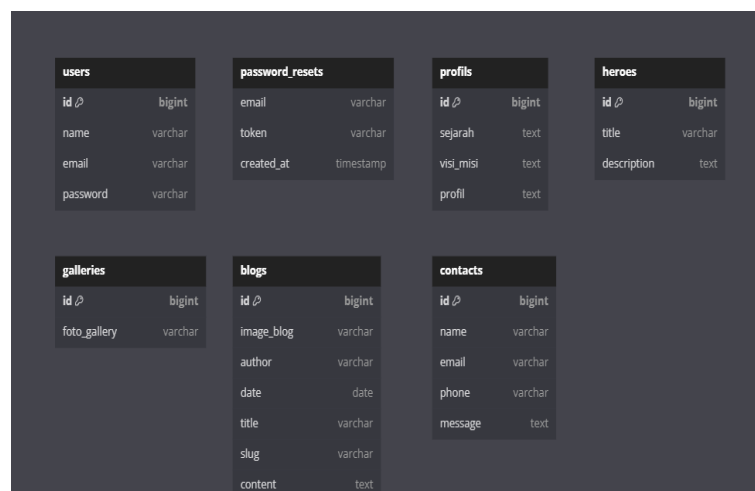 users
id bigint
name varchar
email varchar
password varchar
password_resets
email varchar
token varchar
created_at timestamp
profils
id bigint
sejarah text
visi_misi text
profil text
heroes
id bigint
title varchar
description text
galleries
id bigint
foto_gallery varchar
blogs
id bigint
image_blog varchar
author varchar
date date
title varchar
slug varchar
content text
contacts
id bigint
name varchar
email varchar
phone varchar
message text